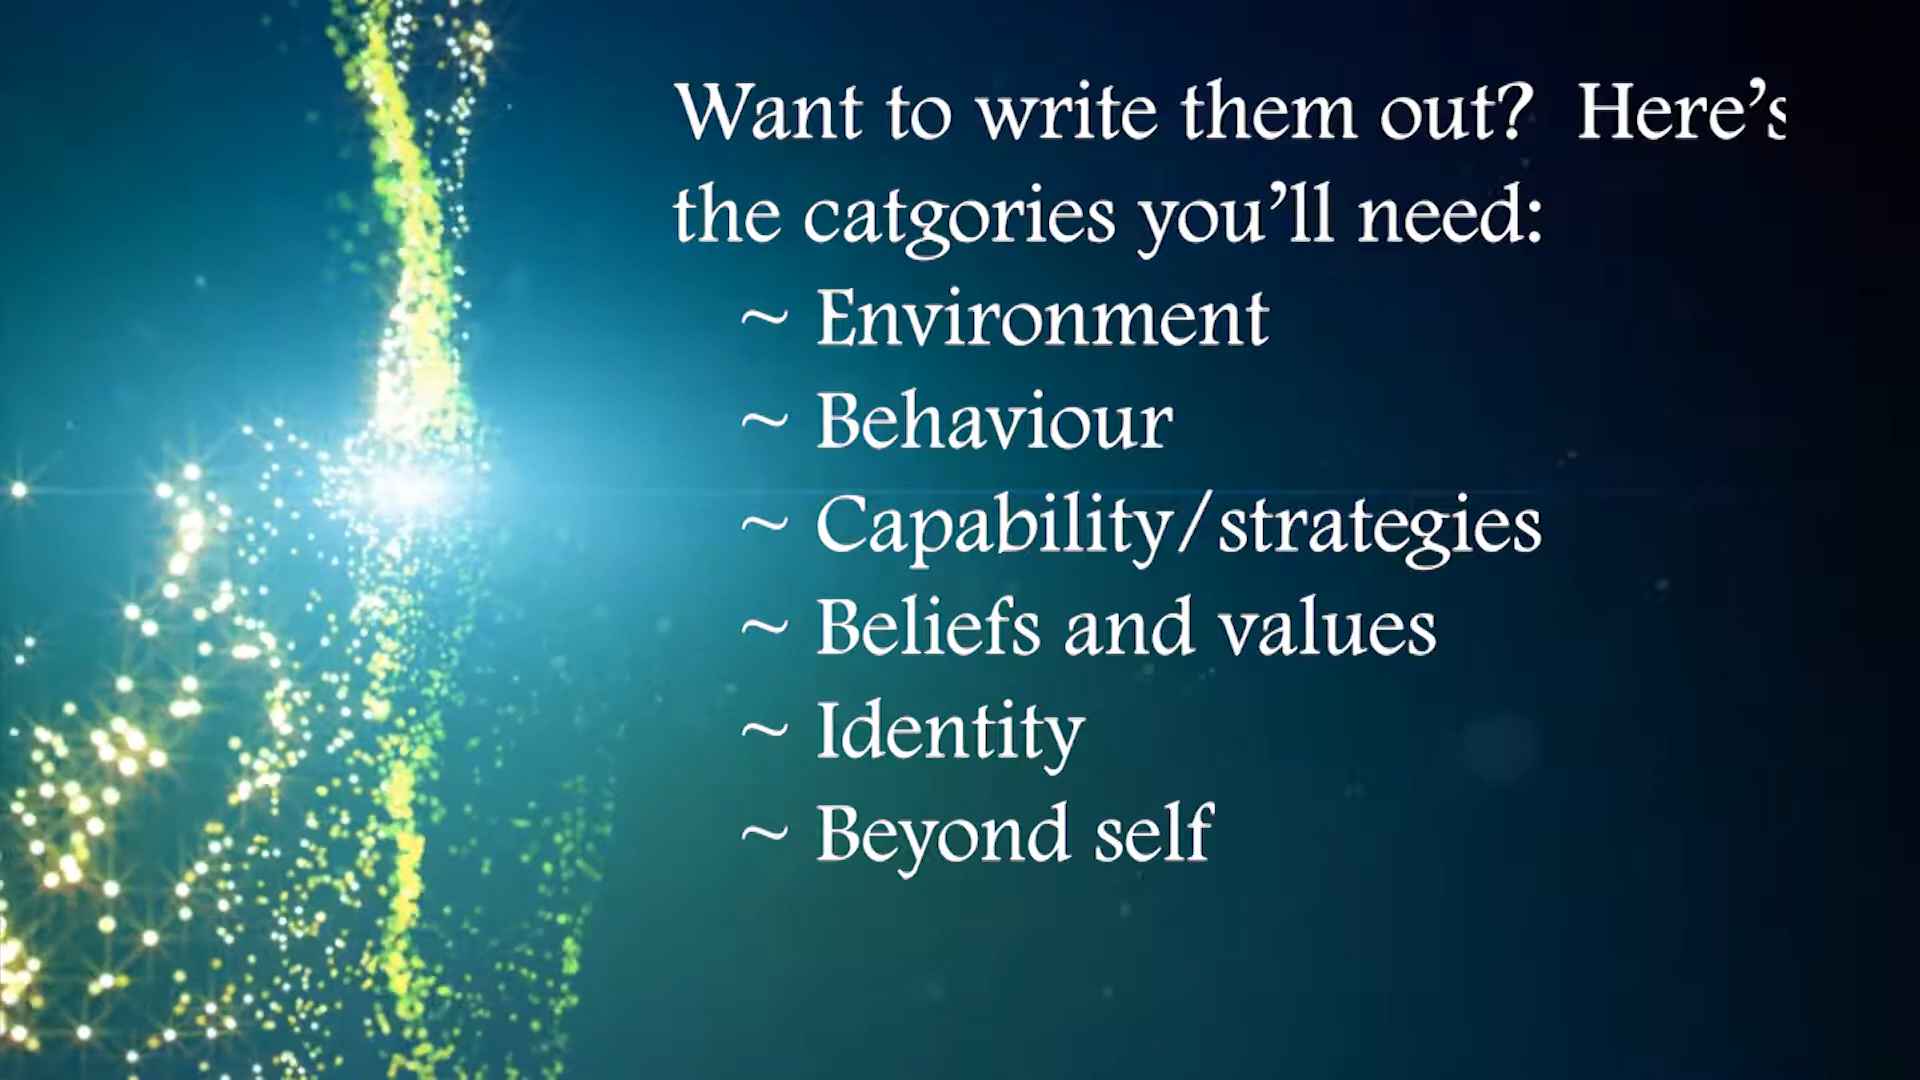 Want to write them out? Here's
the catgories you'll need:
~ Environment
~ Behaviour
~ Capability/strategies
~ Beliefs and values
~ Identity
~ Beyond self